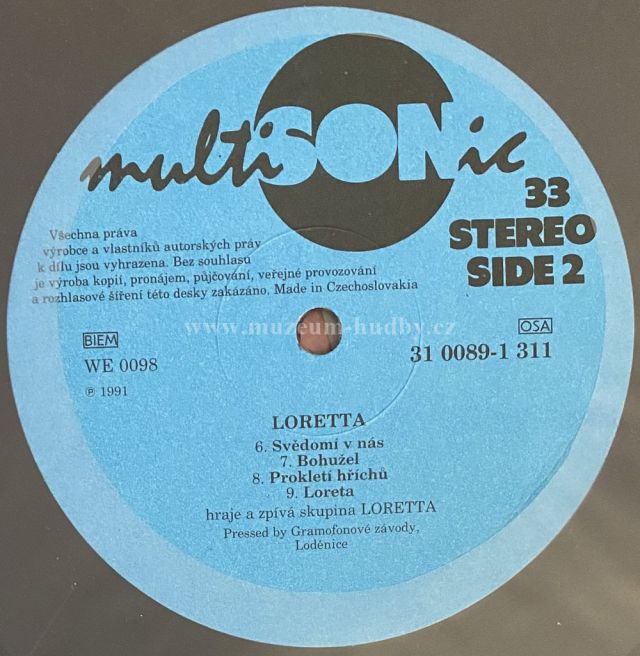 multiSONic
33
STEREO
SIDE 2
Všechna práva
výrobce a vlastníků autorských práv
k dílu jsou vyhrazena. Bez souhlasu
je výroba kopií, pronájem, půjčování, veřejné provozování
a rozhlasové šíření této desky zakázáno. Made in Czechoslovakia
www.muzeum-hudby.cz
BIEM
OSA
WE 0098
31 0089-1 311
℗ 1991
LORETTA
6. Svědomí v nás
7. Bohužel
8. Prokletí hříchů
9. Loreta
hraje a zpívá skupina LORETTA
Pressed by Gramofonové závody,
Loděnice